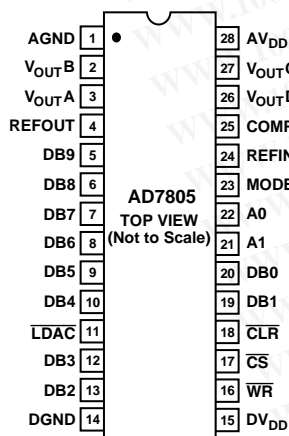 AGND 1 28 AVDD
VOUTB 2 27 VOUTC
VOUTA 3 26 VOUTD
REFOUT 4 25 COMP
DB9 5 24 REFIN
DB8 6 23 MODE
DB7 7 22 A0
DB6 8 21 A1
DB5 9 20 DB0
DB4 10 19 DB1
LDAC 11 18 CLR
DB3 12 17 CS
DB2 13 16 WR
DGND 14 15 DVDD
AD7805
TOP VIEW
(Not to Scale)